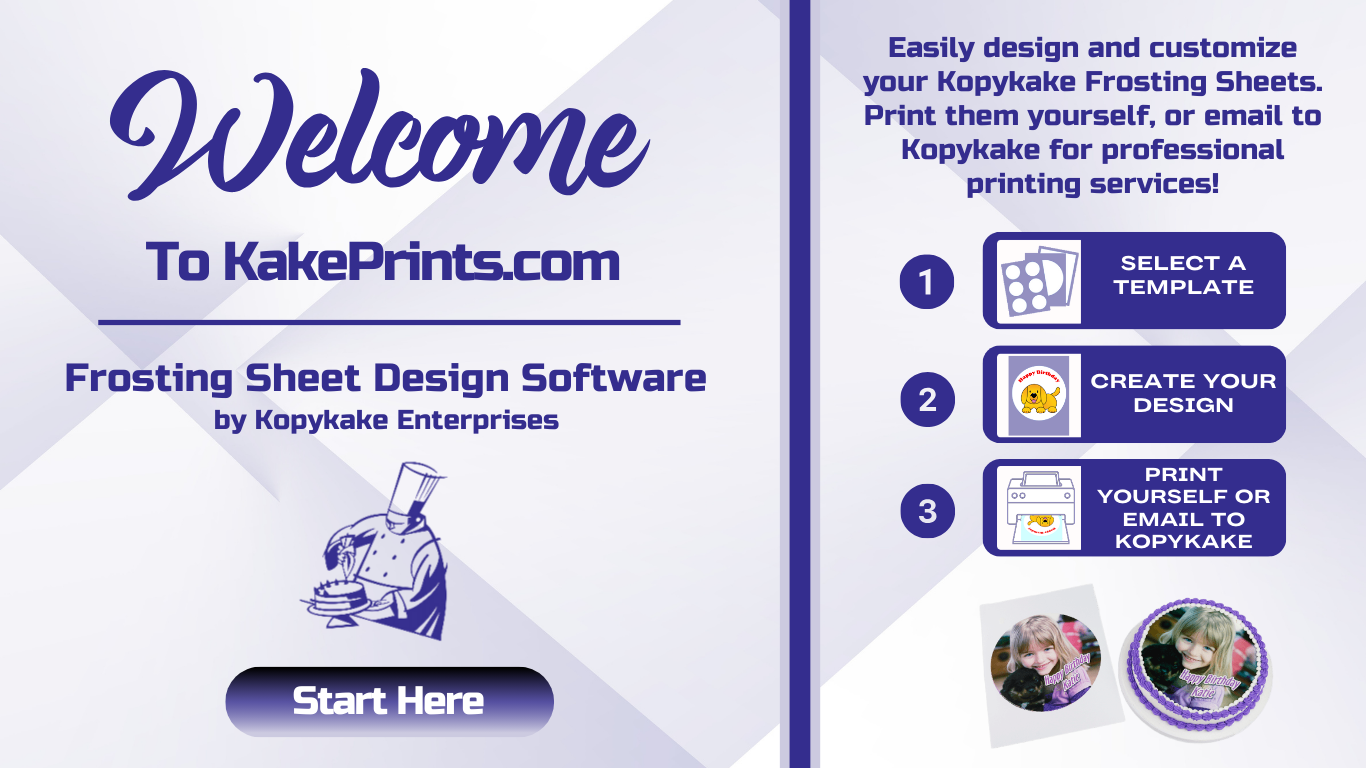 Welcome
To KakePrints.com
Frosting Sheet Design Software
by Kopykake Enterprises
Start Here
Easily design and customize
your Kopykake Frosting Sheets.
Print them yourself, or email to
Kopykake for professional
printing services!
1
SELECT A
TEMPLATE
2
Happy Birthday
CREATE YOUR
DESIGN
3
PRINT
YOURSELF OR
EMAIL TO
KOPYKAKE
Happy Birthday
Katie
Happy Birthday
Katie